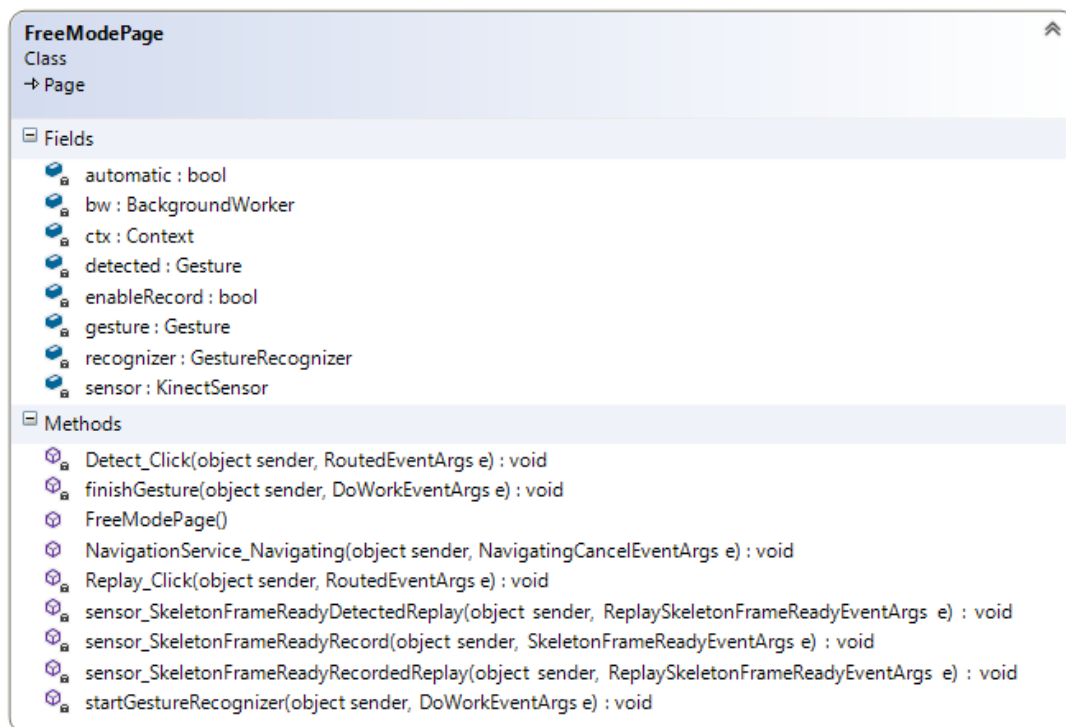 FreeModePage
Class
Page
Fields
automatic : bool
bw : BackgroundWorker
ctx : Context
detected : Gesture
enableRecord : bool
gesture : Gesture
recognizer : GestureRecognizer
sensor : KinectSensor
Methods
Detect_Click(object sender, RoutedEventArgs e) : void
finishGesture(object sender, DoWorkEventArgs e) : void
FreeModePage()
NavigationService_Navigating(object sender, NavigatingCancelEventArgs e) : void
Replay_Click(object sender, RoutedEventArgs e) : void
sensor_SkeletonFrameReadyDetectedReplay(object sender, ReplaySkeletonFrameReadyEventArgs e) : void
sensor_SkeletonFrameReadyRecord(object sender, SkeletonFrameReadyEventArgs e) : void
sensor_SkeletonFrameReadyRecordedReplay(object sender, ReplaySkeletonFrameReadyEventArgs e) : void
startGestureRecognizer(object sender, DoWorkEventArgs e) : void